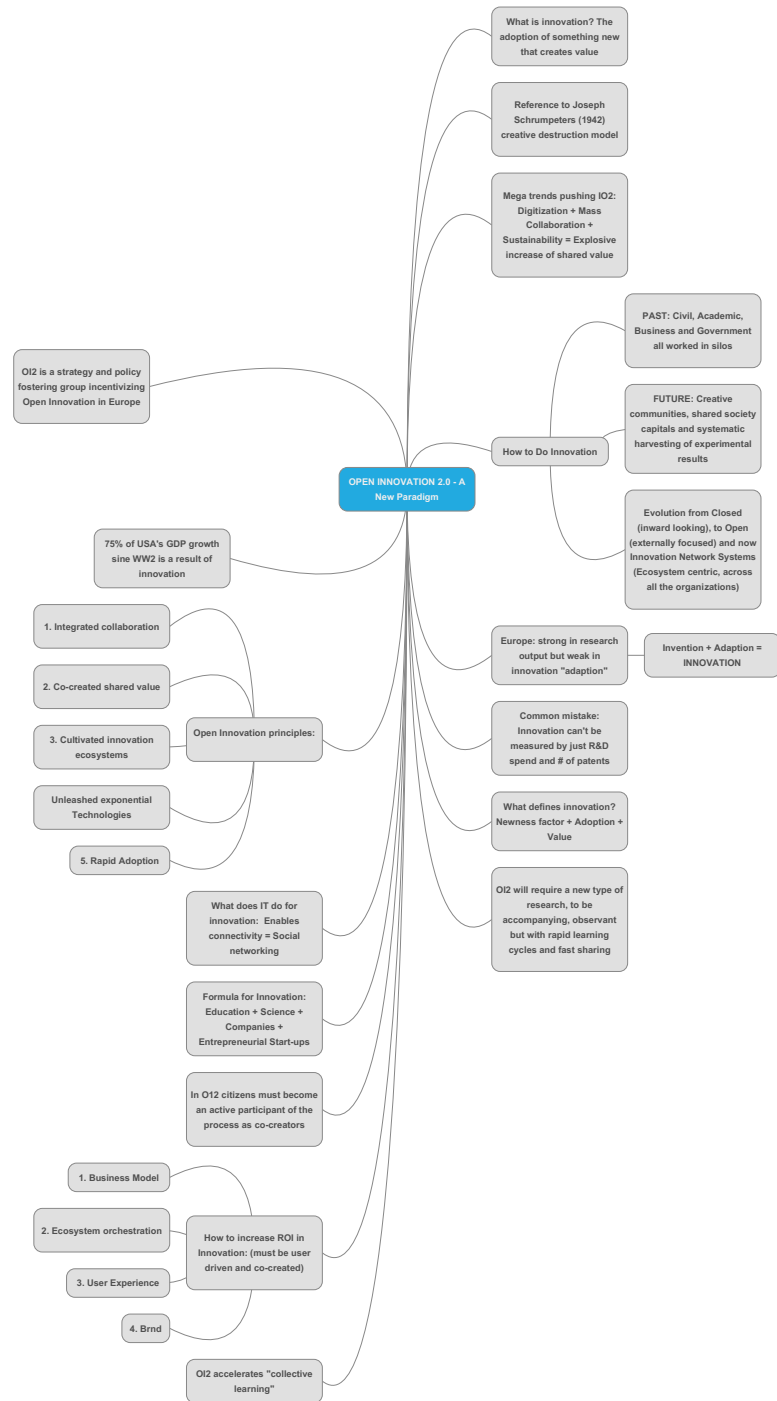 What is innovation? The
adoption of something new
that creates value
Reference to Joseph
Schrumpeters (1942)
creative destruction model
Mega trends pushing IO2:
Digitization + Mass
Collaboration +
Sustainability = Explosive
increase of shared value
PAST: Civil, Academic,
Business and Government
all worked in silos
OI2 is a strategy and policy
fostering group incentivizing
Open Innovation in Europe
FUTURE: Creative
communities, shared society
capitals and systematic
harvesting of experimental
results
How to Do Innovation
OPEN INNOVATION 2.0 - A
New Paradigm
Evolution from Closed
(inward looking), to Open
(externally focused) and now
Innovation Network Systems
(Ecosystem centric, across
all the organizations)
75% of USA's GDP growth
sine WW2 is a result of
innovation
1. Integrated collaboration
2. Co-created shared value
3. Cultivated innovation
ecosystems
Unleashed exponential
Technologies
5. Rapid Adoption
Open Innovation principles:
Europe: strong in research
output but weak in
innovation "adaption"
Invention + Adaption =
INNOVATION
Common mistake:
Innovation can't be
measured by just R&D
spend and # of patents
What defines innovation?
Newness factor + Adoption +
Value
OI2 will require a new type of
research, to be
accompanying, observant
but with rapid learning
cycles and fast sharing
What does IT do for
innovation:  Enables
connectivity = Social
networking
Formula for Innovation:
Education + Science +
Companies +
Entrepreneurial Start-ups
In O12 citizens must become
an active participant of the
process as co-creators
1. Business Model
2. Ecosystem orchestration
3. User Experience
4. Brnd
How to increase ROI in
Innovation: (must be user
driven and co-created)
OI2 accelerates "collective
learning"